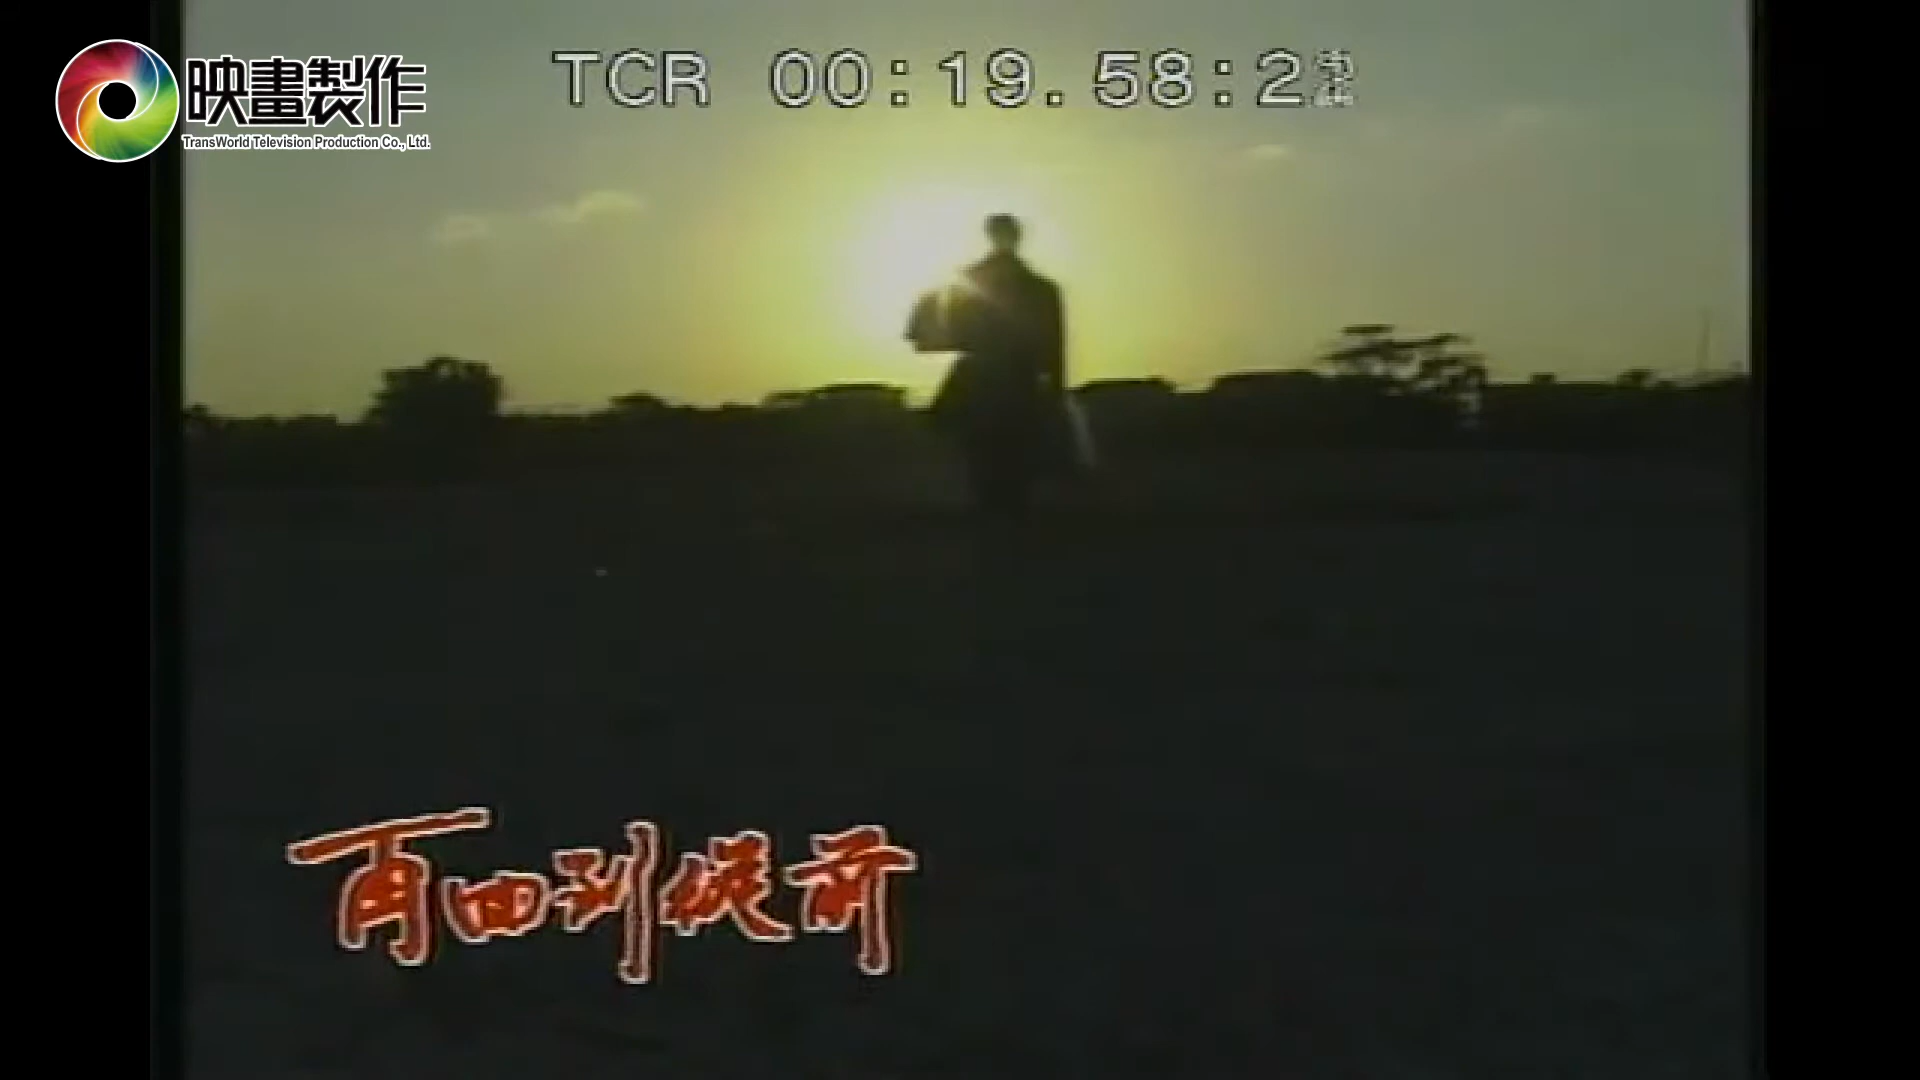 映畫製作
TransWorld Television Production Co., Ltd.
TCR 00:19.58:2
再回到從前